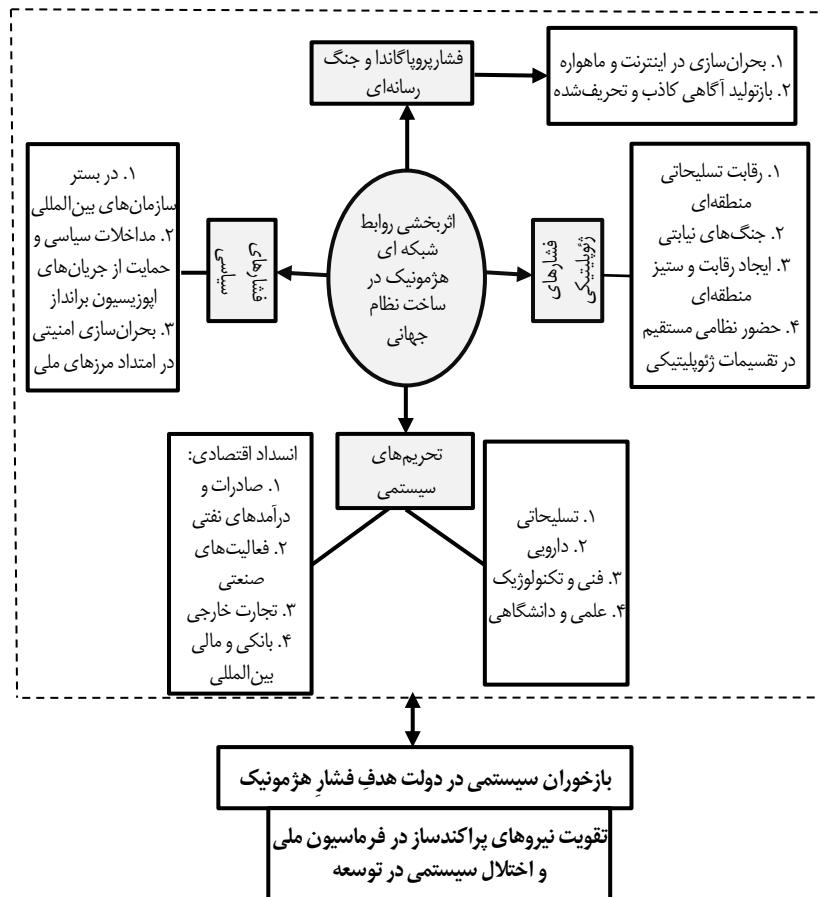 فشارپروپاگاندا و جنگ
رسانه‌ای
۱. بحران‌سازی در اینترنت و ماهواره
۲. بازتولید آگاهی کاذب و تحریف‌شده
اثربخشی روابط
شبکه ای
هژمونیک در
ساخت نظام
جهانی
فشارهای
ژئوپلیتیکی
۱. رقابت تسلیحاتی
منطقه‌ای
۲. جنگ‌های نیابتی
۳. ایجاد رقابت و ستیز
منطقه‌ای
۴. حضور نظامی مستقیم
در تقسیمات ژئوپلیتیکی
فشارهای
سیاسی
۱. در بستر
سازمان‌های بین‌المللی
۲. مداخلات سیاسی و
حمایت از جریان‌های
اپوزیسیون برانداز
۳. بحران‌سازی امنیتی
در امتداد مرزهای ملی
تحریم‌های
سیستمی
۱. تسلیحاتی
۲. دارویی
۳. فنی و تکنولوژیک
۴. علمی و دانشگاهی
انسداد اقتصادی:
۱. صادرات و
درآمدهای نفتی
۲. فعالیت‌های
صنعتی
۳. تجارت خارجی
۴. بانکی و مالی
بین‌المللی
بازخوران سیستمی در دولت هدفِ فشارِ هژمونیک
تقویت نیروهای پراکندساز در فرماسیون ملی
و اختلال سیستمی در توسعه